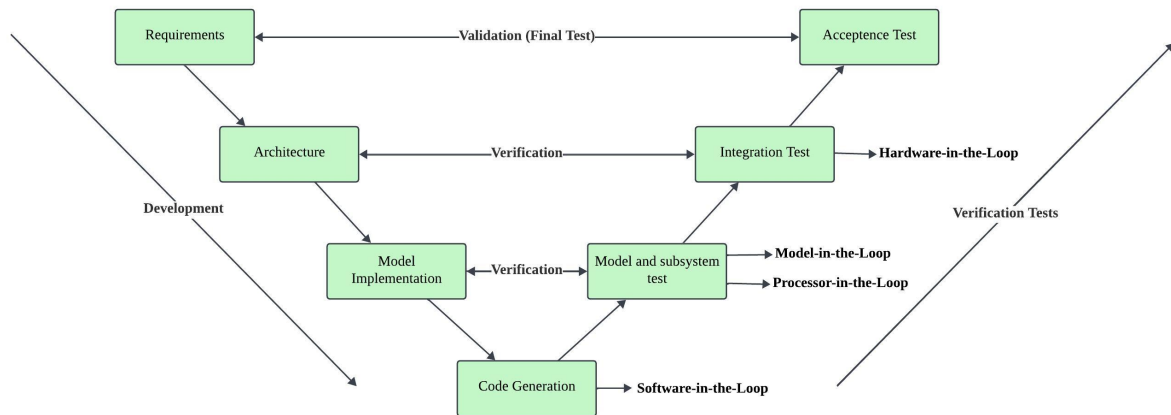 Requirements
Validation (Final Test)
Acceptence Test
Architecture
Verification
Integration Test
Hardware-in-the-Loop
Development
Verification Tests
Model
Implementation
Verification
Model and subsystem
test
Model-in-the-Loop
Processor-in-the-Loop
Code Generation
Software-in-the-Loop